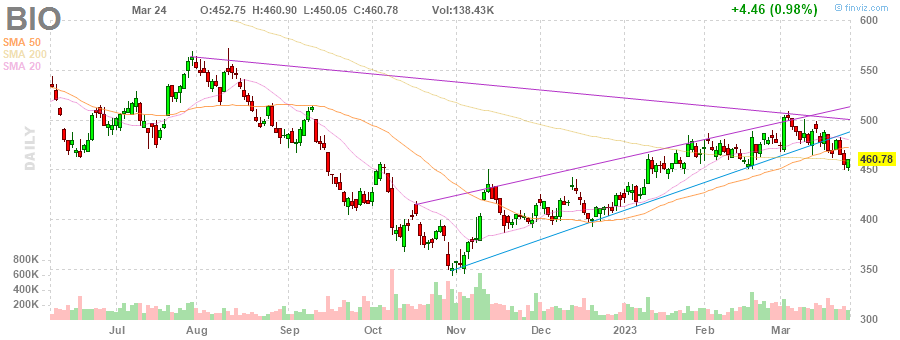 BIO Mar 24 O:452.75 H:460.90 L:450.05 C:460.78 Vol:138.43K +4.46 (0.98%) © finviz.com
SMA 50
SMA 200
SMA 20
DAILY
600
550
500
460.78
450
400
350
300
800K
600K
400K
200K
Jul Aug Sep Oct Nov Dec 2023 Feb Mar